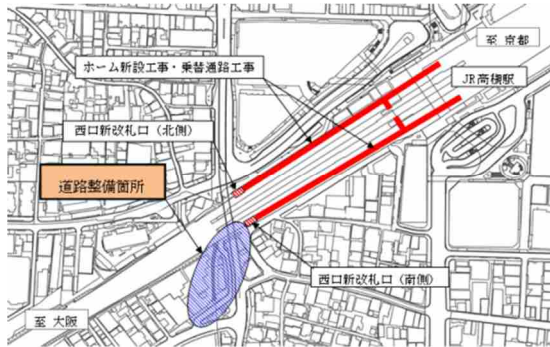 至 京都
ホーム新設工事・乗替通路工事
JR高槻駅
西口新改札口（北側）
道路整備箇所
西口新改札口（南側）
至 大阪